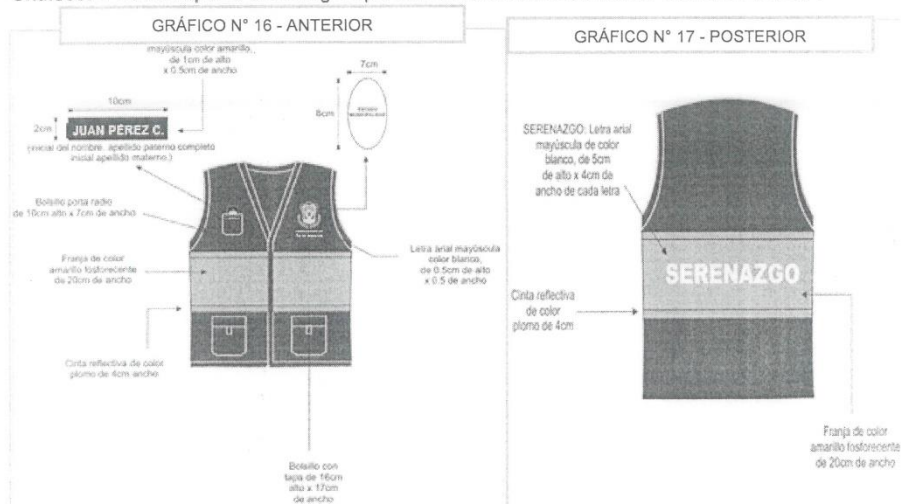 GRÁFICO N° 16 - ANTERIOR
mayúscula color amarillo,
de 1cm de alto
x 0.5cm de ancho
7cm
8cm
ESCUDO
MUNICIPALIDAD
10cm
2cm
JUAN PÉREZ C.
(inicial del nombre, apellido paterno completo
inicial apellido materno.)
Bolsillo porta radio
de 10cm alto x 7cm de ancho
Franja de color
amarillo fosforecente
de 20cm de ancho
Letra arial mayúscula
color blanco,
de 0.5cm de alto
x 0.5 de ancho
Cinta reflectiva de color
plomo de 4cm ancho
Bolsillo con
tapa de 16cm
alto x 17cm
de ancho
GRÁFICO N° 17 - POSTERIOR
SERENAZGO: Letra arial
mayúscula de color
blanco, de 5cm
de alto x 4cm de
ancho de cada letra
SERENAZGO
Cinta reflectiva
de color
plomo de 4cm
Franja de color
amarillo fosforecente
de 20cm de ancho